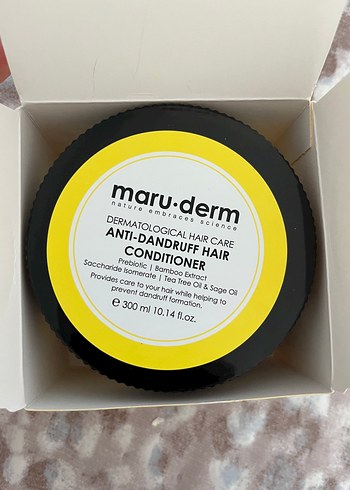 maru·derm
nature embraces science
DERMATOLOGICAL HAIR CARE
ANTI-DANDRUFF HAIR
CONDITIONER
Prebiotic | Bamboo Extract
Saccharide Isomerate | Tea Tree Oil & Sage Oil
Provides care to your hair while helping to
prevent dandruff formation.
℮ 300 ml 10.14 fl.oz.